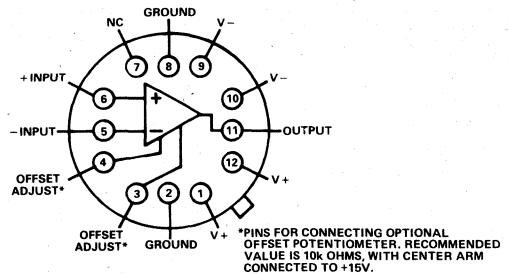 GROUND
NC
V-
7
8
9
+INPUT
V-
6
+
10
-INPUT
5
-
11
OUTPUT
OFFSET
ADJUST*
4
12
V+
3
2
1
OFFSET
ADJUST*
GROUND
V+
*PINS FOR CONNECTING OPTIONAL
OFFSET POTENTIOMETER. RECOMMENDED
VALUE IS 10k OHMS, WITH CENTER ARM
CONNECTED TO +15V.